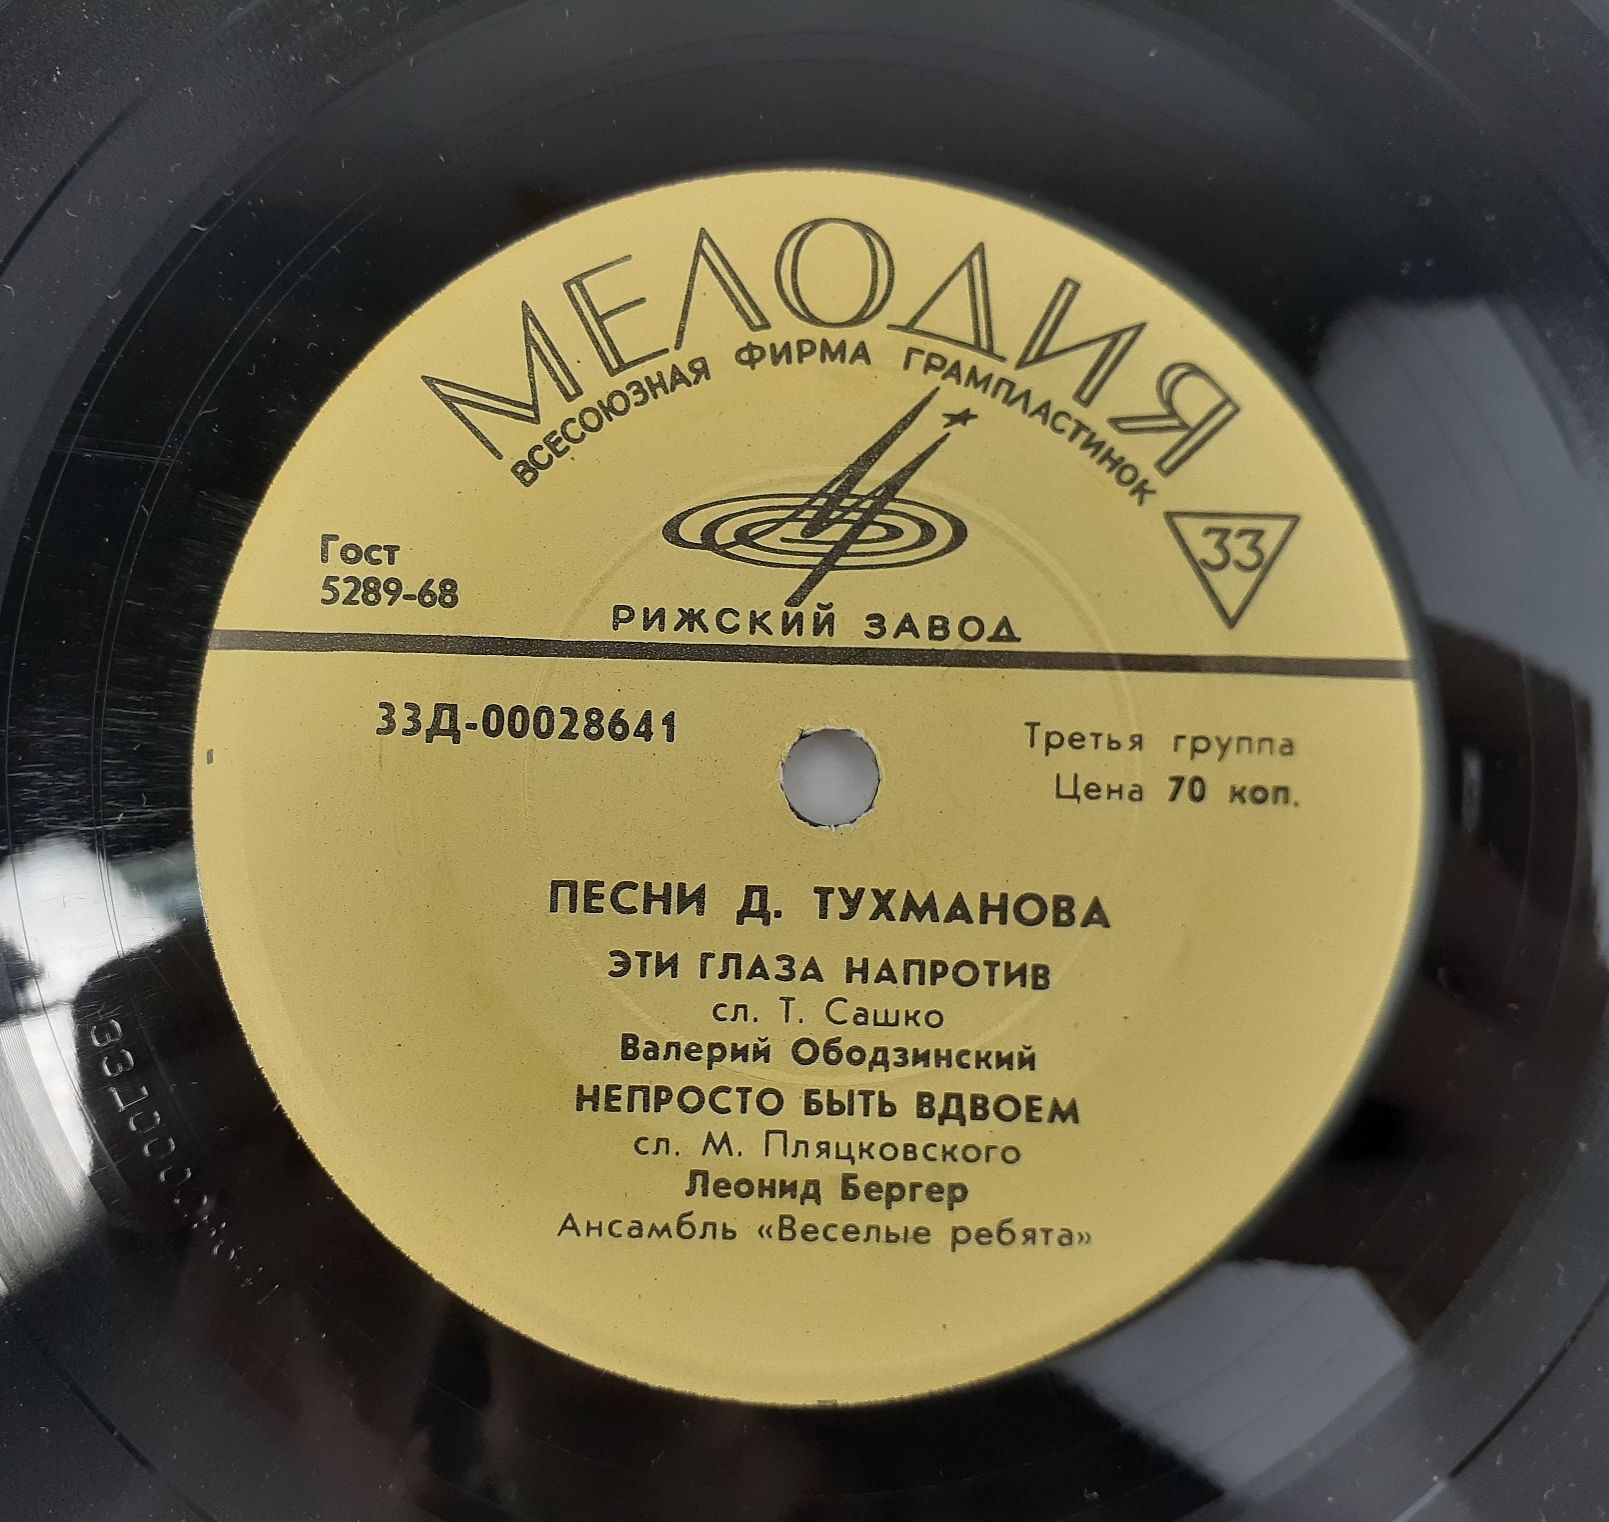 МЕЛОДИЯ
ВСЕСОЮЗНАЯ ФИРМА ГРАМПЛАСТИНОК
33
Гост
5289-68
РИЖСКИЙ ЗАВОД
33Д-00028641
Третья группа
Цена 70 коп.
ПЕСНИ Д. ТУХМАНОВА
ЭТИ ГЛАЗА НАПРОТИВ
сл. Т. Сашко
Валерий Ободзинский
НЕПРОСТО БЫТЬ ВДВОЕМ
сл. М. Пляцковского
Леонид Бергер
Ансамбль «Веселые ребята»